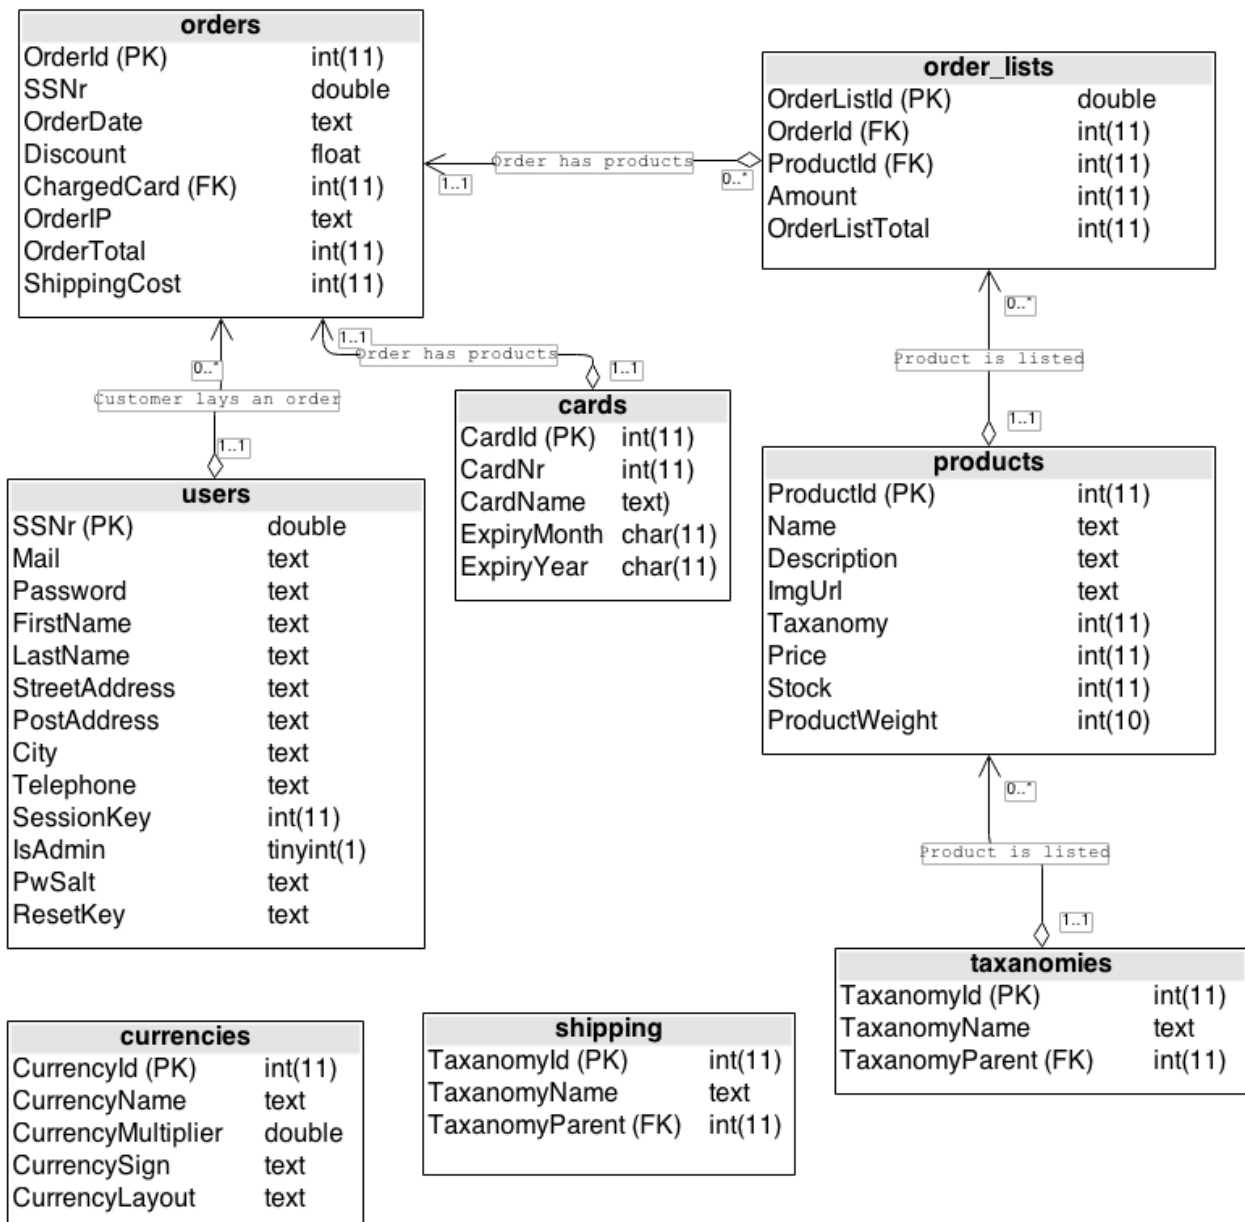 orders
OrderId (PK) int(11)
SSNr double
OrderDate text
Discount float
ChargedCard (FK) int(11)
OrderIP text
OrderTotal int(11)
ShippingCost int(11)
order_lists
OrderListId (PK) double
OrderId (FK) int(11)
ProductId (FK) int(11)
Amount int(11)
OrderListTotal int(11)
1..1
Order has products
0..*
0..*
Product is listed
1..1
0..*
Customer lays an order
1..1
1..1
Order has products
1..1
cards
CardId (PK) int(11)
CardNr int(11)
CardName text)
ExpiryMonth char(11)
ExpiryYear char(11)
users
SSNr (PK) double
Mail text
Password text
FirstName text
LastName text
StreetAddress text
PostAddress text
City text
Telephone text
SessionKey int(11)
IsAdmin tinyint(1)
PwSalt text
ResetKey text
products
ProductId (PK) int(11)
Name text
Description text
ImgUrl text
Taxanomy int(11)
Price int(11)
Stock int(11)
ProductWeight int(10)
0..*
Product is listed
1..1
taxanomies
TaxanomyId (PK) int(11)
TaxanomyName text
TaxanomyParent (FK) int(11)
currencies
CurrencyId (PK) int(11)
CurrencyName text
CurrencyMultiplier double
CurrencySign text
CurrencyLayout text
shipping
TaxanomyId (PK) int(11)
TaxanomyName text
TaxanomyParent (FK) int(11)